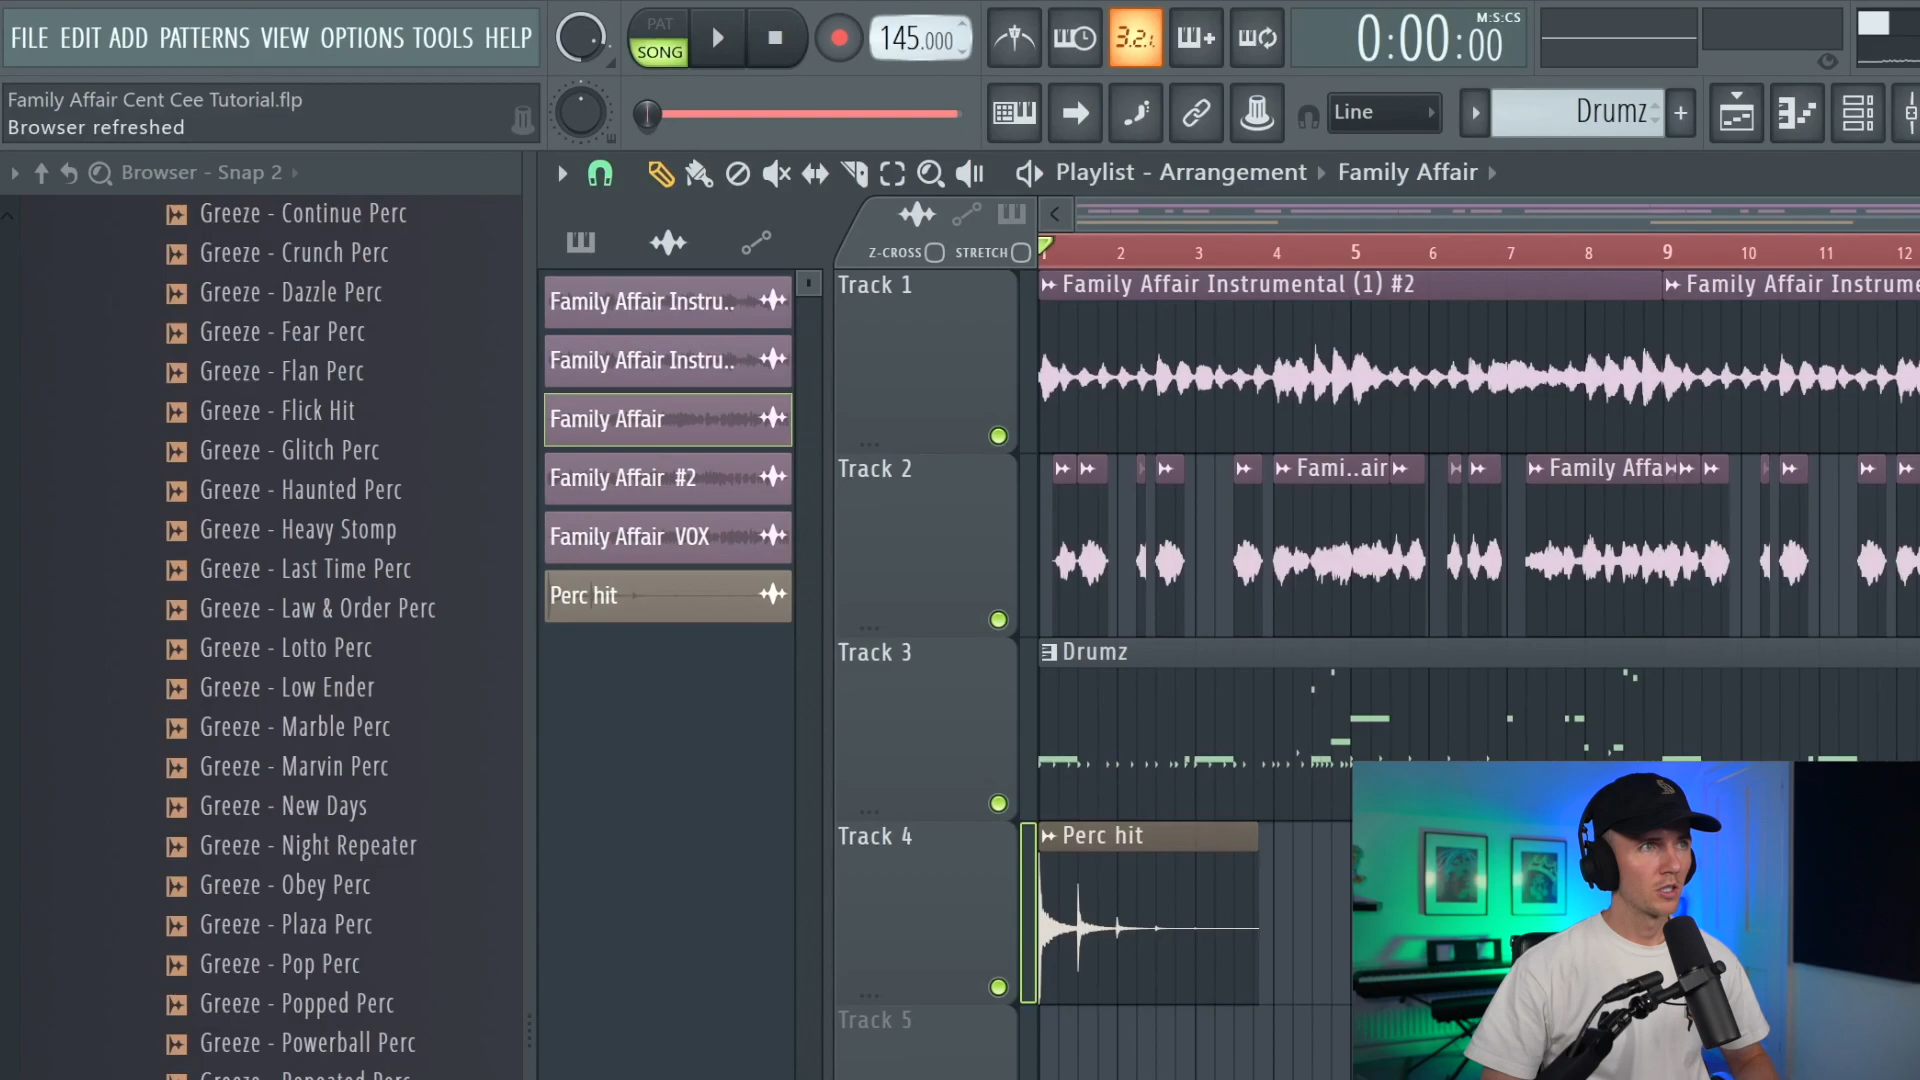 FILE EDIT ADD PATTERNS VIEW OPTIONS TOOLS HELP
PAT
SONG
145.000
3.2.
M:S:CS
0:00:00
Family Affair Cent Cee Tutorial.flp
Browser refreshed
Line
Drumz
Browser - Snap 2
Playlist - Arrangement
Family Affair
Z-CROSS
STRETCH
1 2 3 4 5 6 7 8 9 10 11 12
Greeze - Continue Perc
Greeze - Crunch Perc
Greeze - Dazzle Perc
Greeze - Fear Perc
Greeze - Flan Perc
Greeze - Flick Hit
Greeze - Glitch Perc
Greeze - Haunted Perc
Greeze - Heavy Stomp
Greeze - Last Time Perc
Greeze - Law & Order Perc
Greeze - Lotto Perc
Greeze - Low Ender
Greeze - Marble Perc
Greeze - Marvin Perc
Greeze - New Days
Greeze - Night Repeater
Greeze - Obey Perc
Greeze - Plaza Perc
Greeze - Pop Perc
Greeze - Popped Perc
Greeze - Powerball Perc
Greeze - Repeated Perc
Family Affair Instru..
Family Affair Instru..
Family Affair
Family Affair #2
Family Affair VOX
Perc hit
Track 1
Family Affair Instrumental (1) #2
Family Affair Instrume
Track 2
Fami..air
Family Affa
Track 3
Drumz
Track 4
Perc hit
Track 5